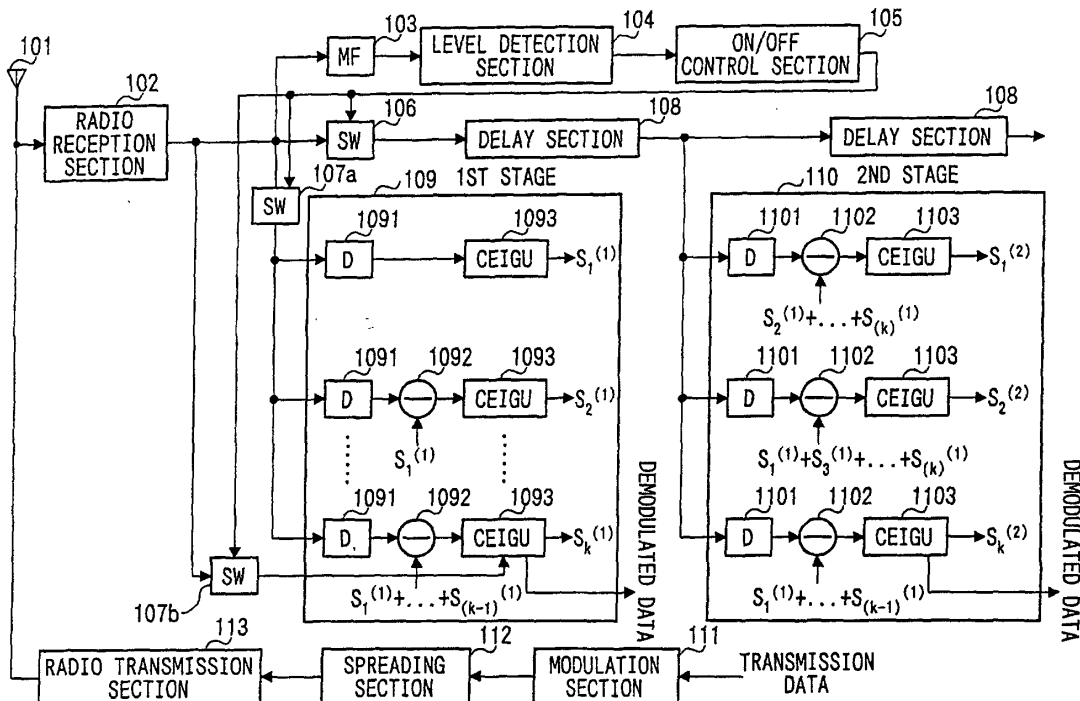 101
102
RADIO
RECEPTION
SECTION
103
MF
104
LEVEL DETECTION
SECTION
105
ON/OFF
CONTROL SECTION
106
SW
108
DELAY SECTION
108
DELAY SECTION
107a
SW
109
1ST STAGE
110
2ND STAGE
1091
D
1093
CEIGU
S₁⁽¹⁾
1101
D
1102
1103
CEIGU
S₁⁽²⁾
S₂⁽¹⁾+...+S₍ₖ₎⁽¹⁾
1091
D
1092
1093
CEIGU
S₂⁽¹⁾
S₁⁽¹⁾
1101
D
1102
1103
CEIGU
S₂⁽²⁾
S₁⁽¹⁾+S₃⁽¹⁾+...+S₍ₖ₎⁽¹⁾
1091
D
1092
1093
CEIGU
Sₖ⁽¹⁾
S₁⁽¹⁾+...+S₍ₖ₋₁₎⁽¹⁾
DEMODULATED DATA
1101
D
1102
1103
CEIGU
Sₖ⁽²⁾
S₁⁽¹⁾+...+S₍ₖ₋₁₎⁽¹⁾
DEMODULATED DATA
SW
107b
113
RADIO TRANSMISSION
SECTION
112
SPREADING
SECTION
111
MODULATION
SECTION
TRANSMISSION
DATA